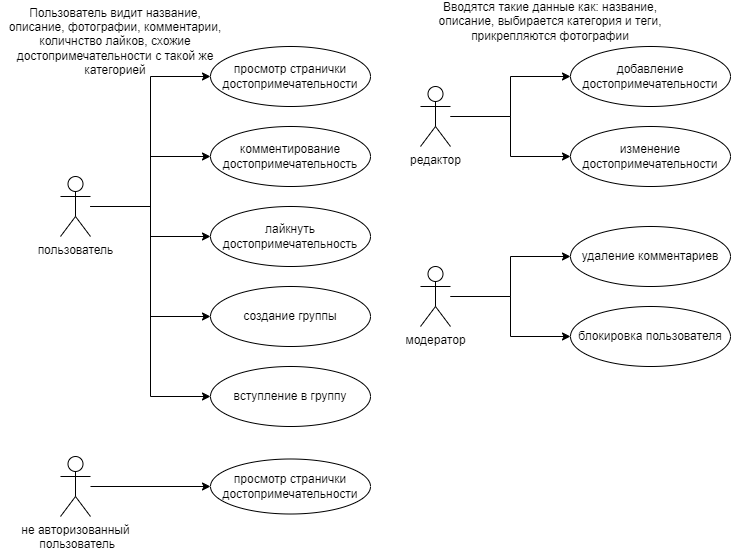 Пользователь видит название,
описание, фотографии, комментарии,
количнство лайков, схожие
достопримечательности с такой же
категорией
просмотр странички
достопримечательности
комментирование
достопримечательность
лайкнуть
достопримечательность
создание группы
вступление в группу
пользователь
просмотр странички
достопримечательности
не авторизованный
пользователь
Вводятся такие данные как: название,
описание, выбирается категория и теги,
прикрепляются фотографии
добавление
достопримечательности
изменение
достопримечательности
редактор
удаление комментариев
блокировка пользователя
модератор